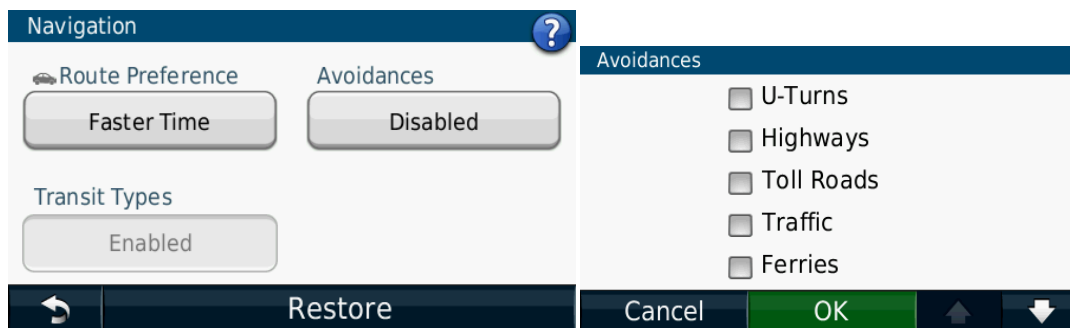 Navigation
?
Route Preference
Avoidances
Faster Time
Disabled
Transit Types
Enabled
Restore
Avoidances
U-Turns
Highways
Toll Roads
Traffic
Ferries
Cancel
OK